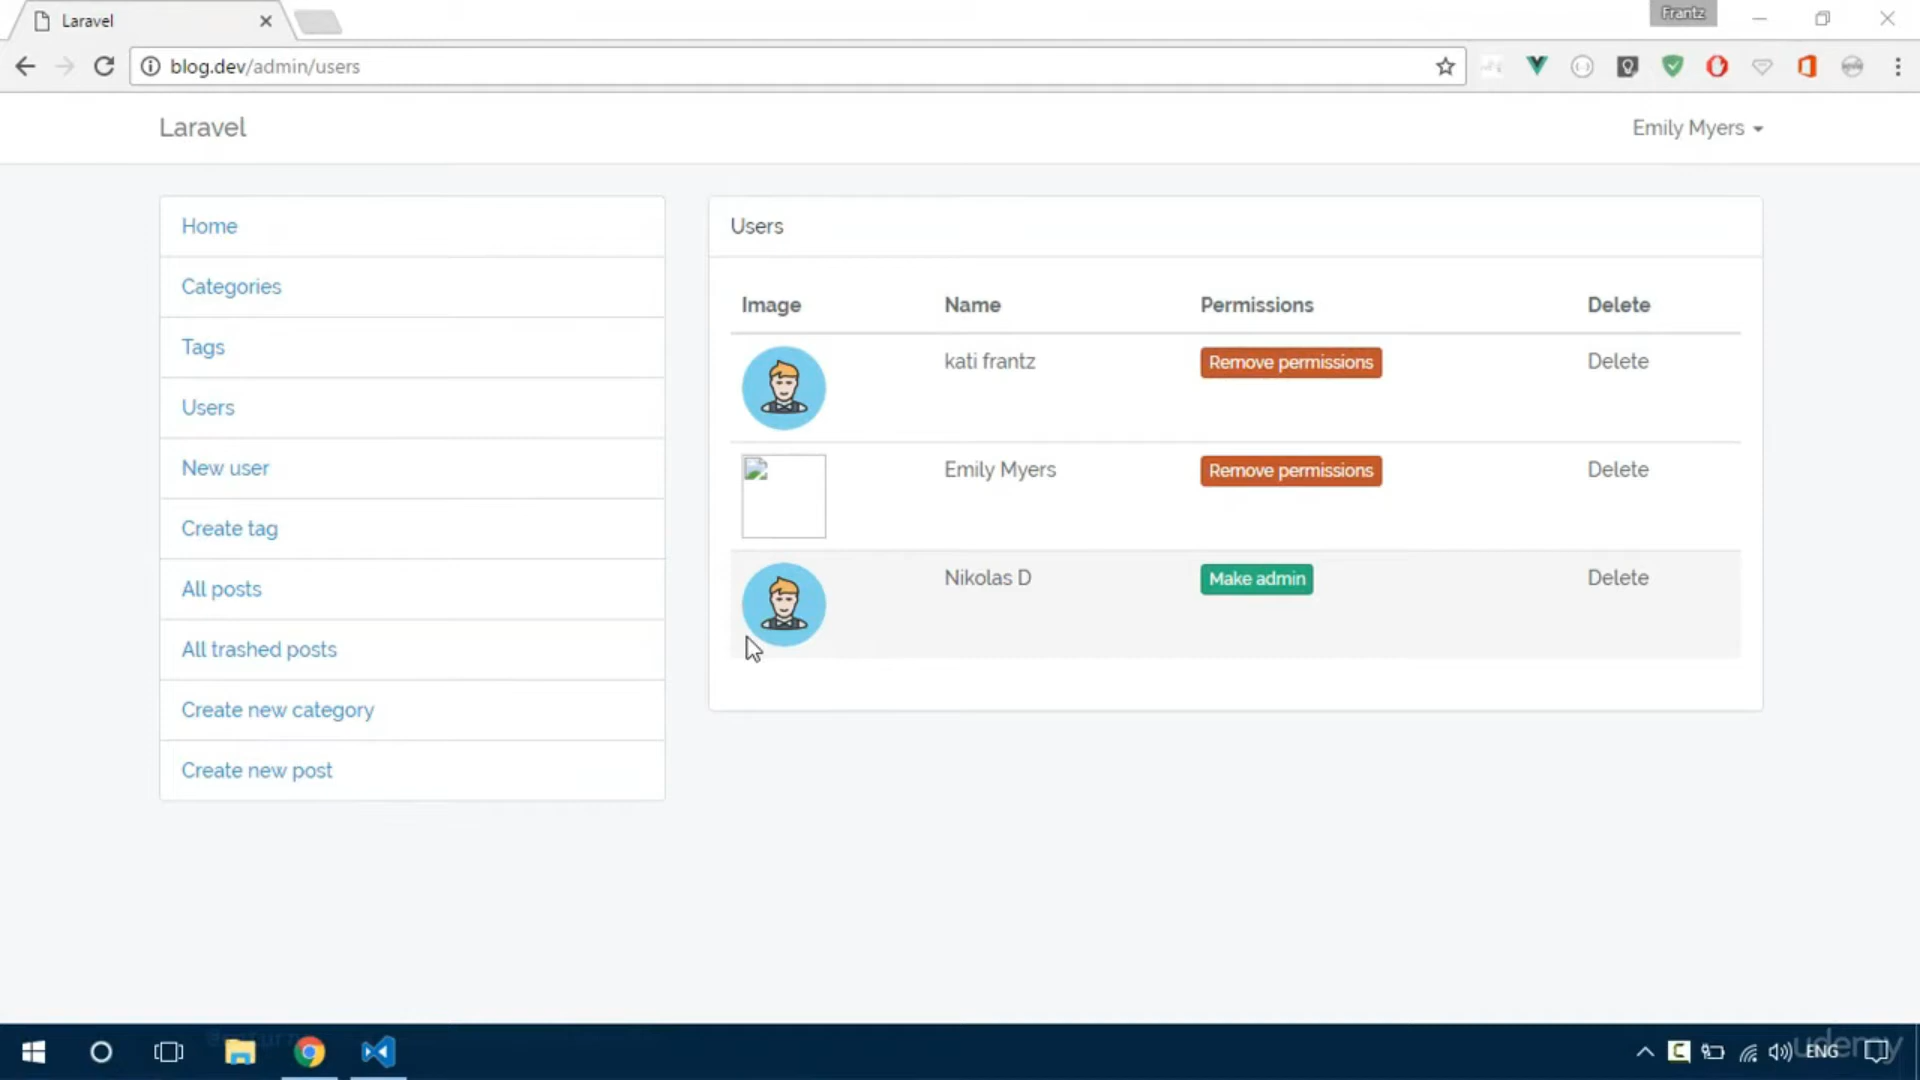 Laravel
Frantz
blog.dev/admin/users
Laravel
Emily Myers
Home
Categories
Tags
Users
New user
Create tag
All posts
All trashed posts
Create new category
Create new post
Users
Image Name Permissions Delete
kati frantz Remove permissions Delete
Emily Myers Remove permissions Delete
Nikolas D Make admin Delete
ENG
udemy